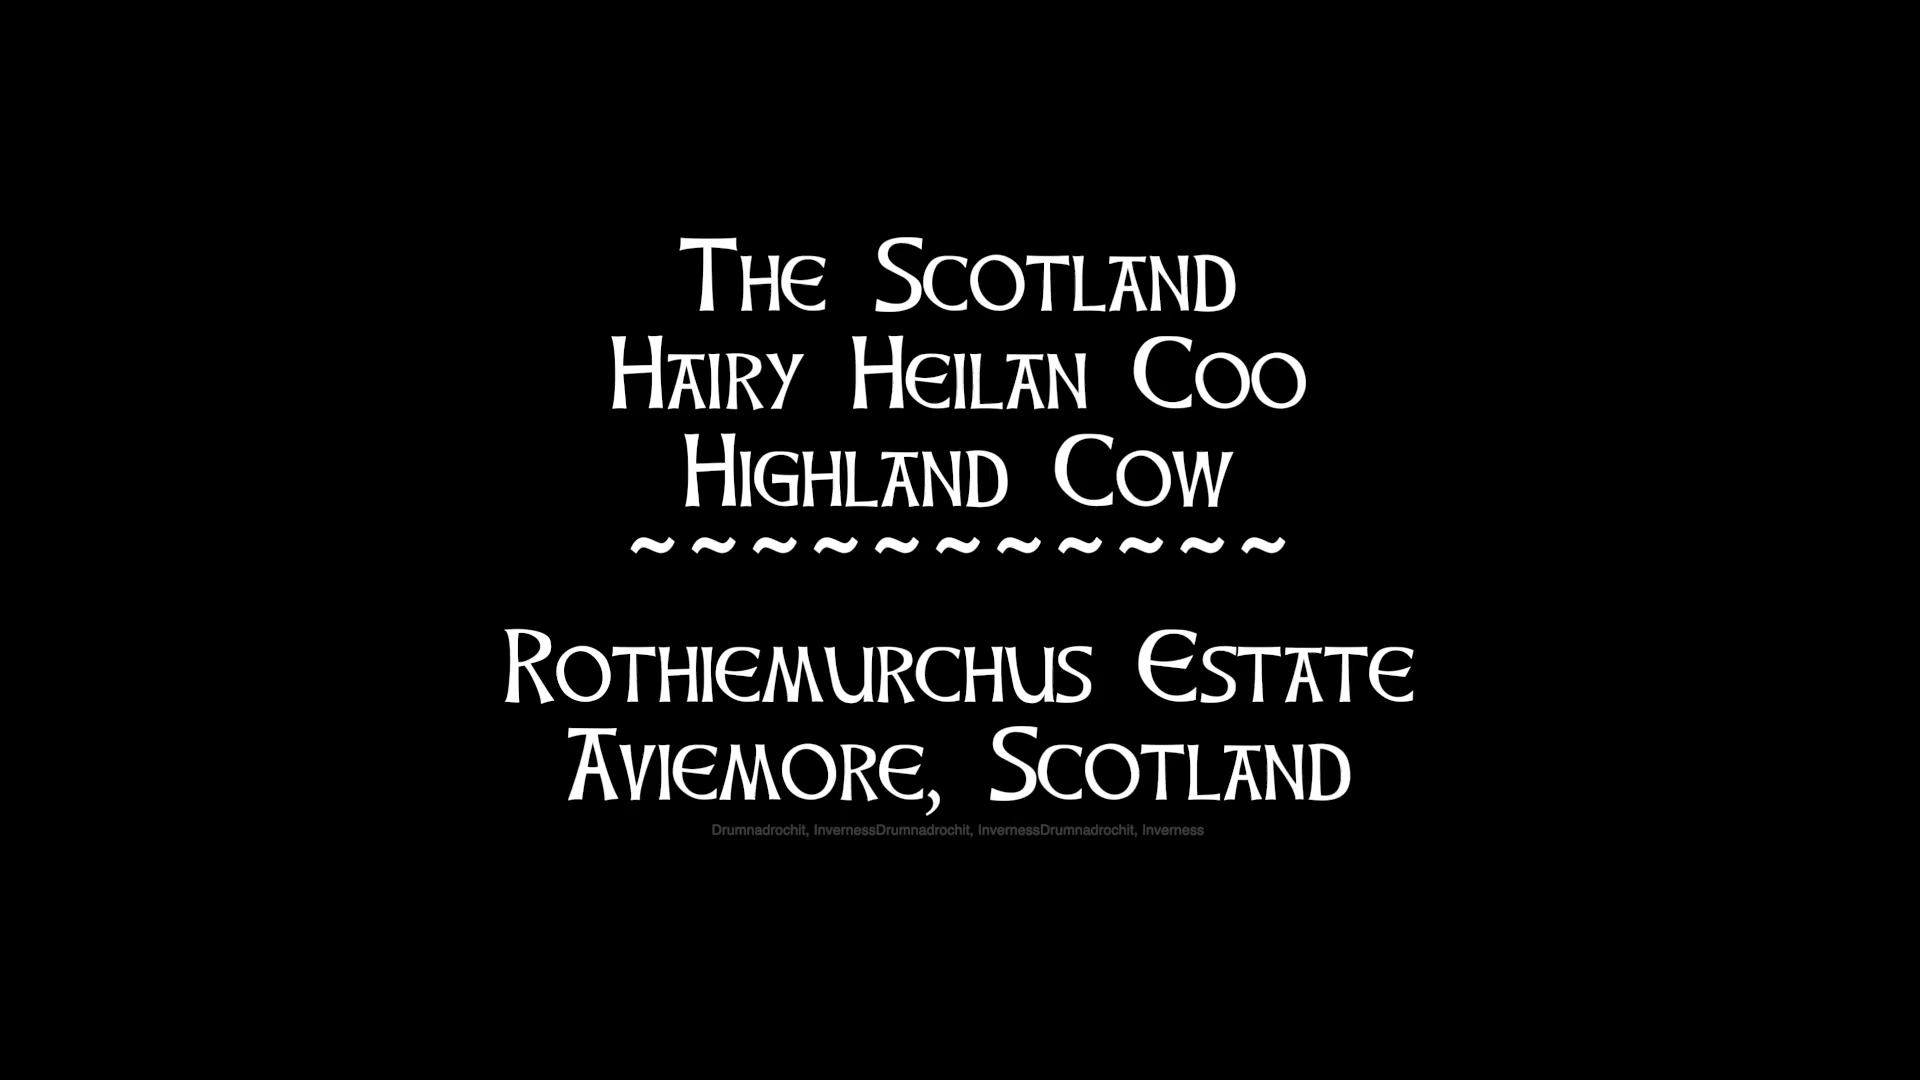 The Scotland
Hairy Heilan Coo
Highland Cow
~ ~ ~ ~ ~ ~ ~ ~ ~ ~ ~
Rothiemurchus Estate
Aviemore, Scotland
Drumnadrochit, InvernessDrumnadrochit, InvernessDrumnadrochit, Inverness